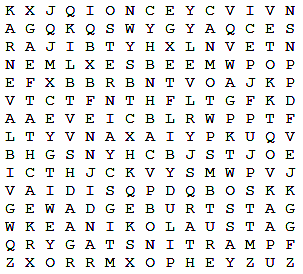 K X J Q I O N C E Y C V I V N
A G Q K Q S W Y G Y A Q C E S
R A J I B T Y H X L N V E T N
N E M L X E S B E E M W P O P
E F X B B R B N T V O A J K P
V T C T F N T H F L T G F K D
A A E V E I C B L R W P P T F
L T Y V N A X A I Y P K U Q V
B H G S N Y H C B J S T J O E
I C T H J C K V Y S M W P V J
V A I D I S Q P D Q B O S K K
G E W A D G E B U R T S T A G
W K E A N I K O L A U S T A G
Q R Y G A T S N I T R A M P F
Z X O R R M X O P H E Y Z U Z